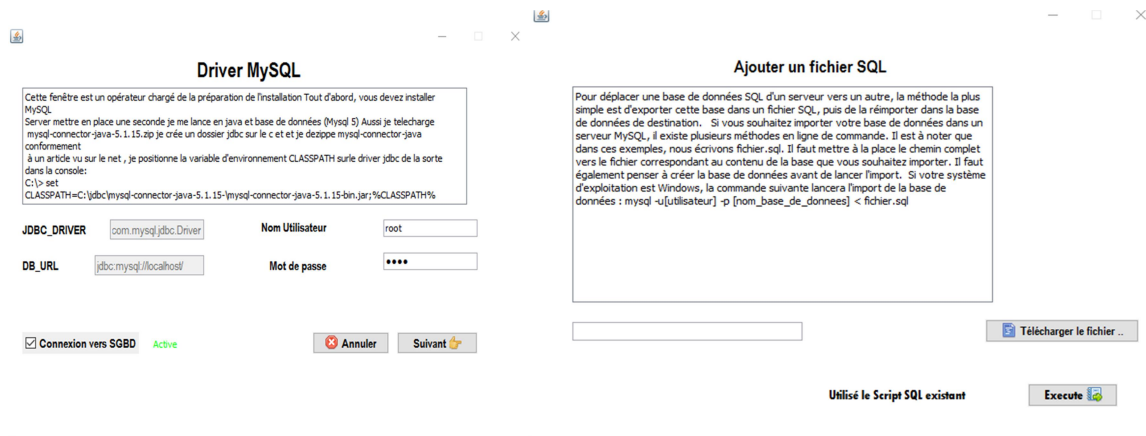 Driver MySQL
Cette fenêtre est un opérateur chargé de la préparation de l'installation Tout d'abord, vous devez installer
MySQL
Server mettre en place une seconde je me lance en java et base de données (Mysql 5) Aussi je telecharge
mysql-connector-java-5.1.15.zip je crée un dossier jdbc sur le c et et je dezippe mysql-connector-java
conformement
à un article vu sur le net , je positionne la variable d'environnement CLASSPATH surle driver jdbc de la sorte
dans la console:
C:\> set
CLASSPATH=C:\jdbc\mysql-connector-java-5.1.15-\mysql-connector-java-5.1.15-bin.jar;%CLASSPATH%
JDBC_DRIVER com.mysql.jdbc.Driver Nom Utilisateur root
DB_URL jdbc:mysql://localhost/ Mot de passe ••••
Connexion vers SGBD Active Annuler Suivant
Ajouter un fichier SQL
Pour déplacer une base de données SQL d'un serveur vers un autre, la méthode la plus
simple est d'exporter cette base dans un fichier SQL, puis de la réimporter dans la base
de données de destination. Si vous souhaitez importer votre base de données dans un
serveur MySQL, il existe plusieurs méthodes en ligne de commande. Il est à noter que
dans ces exemples, nous écrivons fichier.sql. Il faut mettre à la place le chemin complet
vers le fichier correspondant au contenu de la base que vous souhaitez importer. Il faut
également penser à créer la base de données avant de lancer l'import. Si votre système
d'exploitation est Windows, la commande suivante lancera l'import de la base de
données : mysql -u[utilisateur] -p [nom_base_de_donnees] < fichier.sql
Télécharger le fichier ..
Utilisé le Script SQL existant Execute